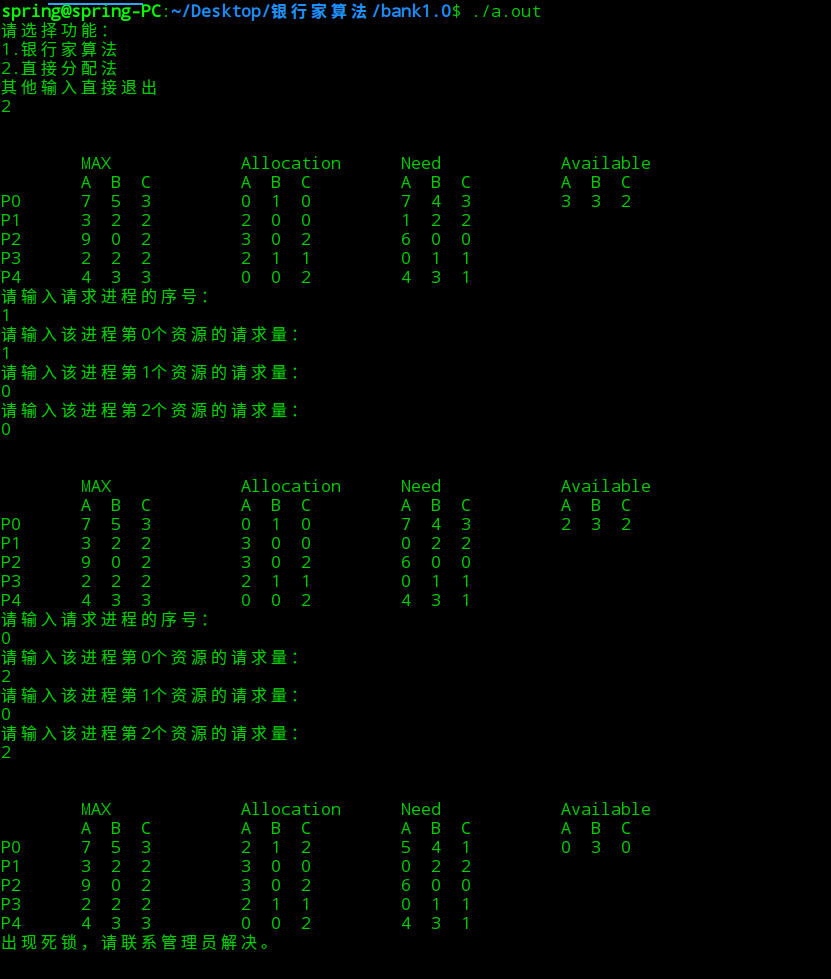 spring@spring-PC:~/Desktop/银行家算法/bank1.0$ ./a.out
请选择功能：
1.银行家算法
2.直接分配法
其他输入直接退出
2
MAX Allocation Need Available
A B C A B C A B C A B C
P0 7 5 3 0 1 0 7 4 3 3 3 2
P1 3 2 2 2 0 0 1 2 2
P2 9 0 2 3 0 2 6 0 0
P3 2 2 2 2 1 1 0 1 1
P4 4 3 3 0 0 2 4 3 1
请输入请求进程的序号：
1
请输入该进程第0个资源的请求量：
1
请输入该进程第1个资源的请求量：
0
请输入该进程第2个资源的请求量：
0
MAX Allocation Need Available
A B C A B C A B C A B C
P0 7 5 3 0 1 0 7 4 3 2 3 2
P1 3 2 2 3 0 0 0 2 2
P2 9 0 2 3 0 2 6 0 0
P3 2 2 2 2 1 1 0 1 1
P4 4 3 3 0 0 2 4 3 1
请输入请求进程的序号：
0
请输入该进程第0个资源的请求量：
2
请输入该进程第1个资源的请求量：
0
请输入该进程第2个资源的请求量：
2
MAX Allocation Need Available
A B C A B C A B C A B C
P0 7 5 3 2 1 2 5 4 1 0 3 0
P1 3 2 2 3 0 0 0 2 2
P2 9 0 2 3 0 2 6 0 0
P3 2 2 2 2 1 1 0 1 1
P4 4 3 3 0 0 2 4 3 1
出现死锁，请联系管理员解决。